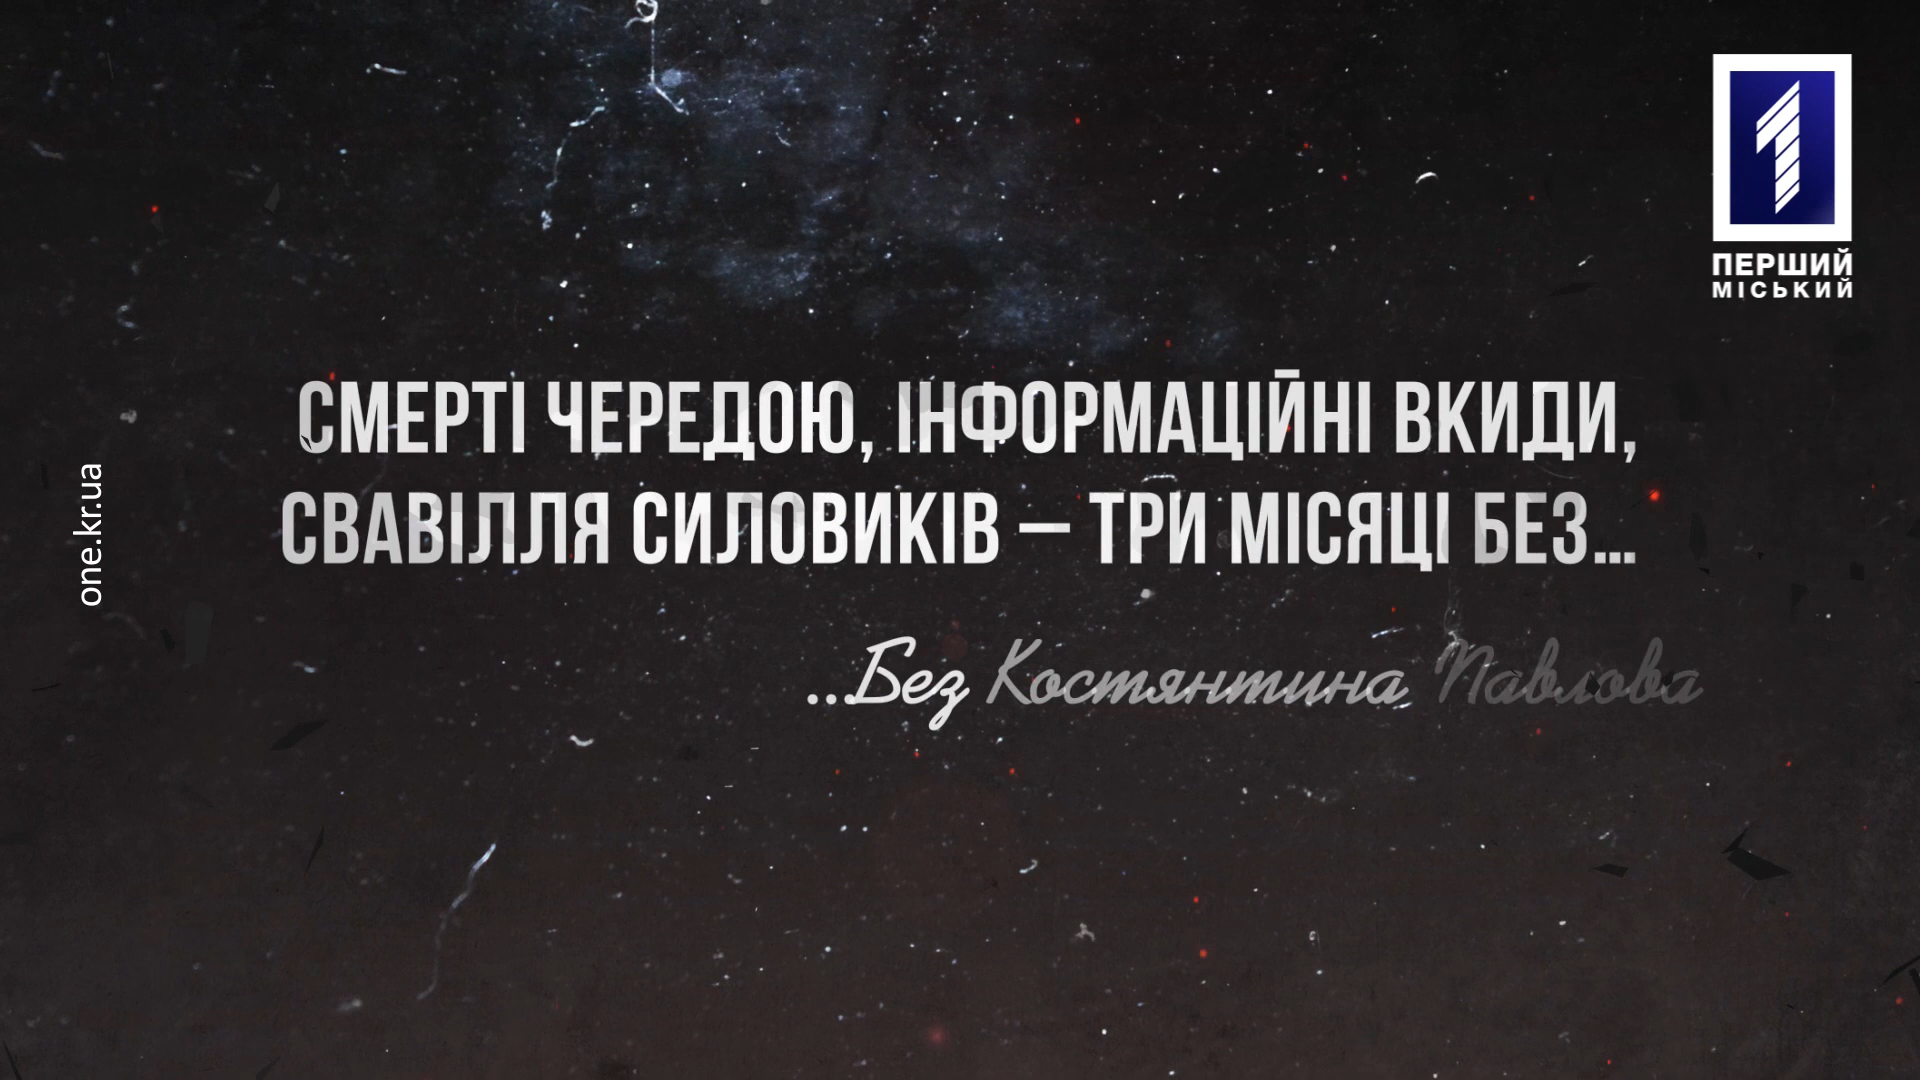 ПЕРШИЙ
МІСЬКИЙ
СМЕРТІ ЧЕРЕДОЮ, ІНФОРМАЦІЙНІ ВКИДИ,
СВАВІЛЛЯ СИЛОВИКІВ – ТРИ МІСЯЦІ БЕЗ...
...Без Костянтина Павлова
one.kr.ua